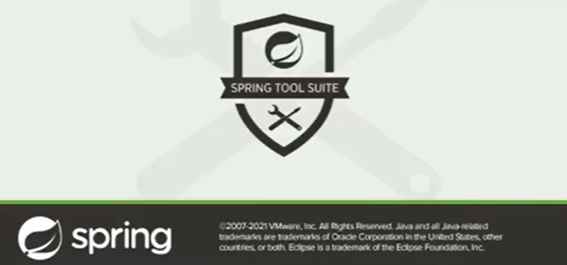 SPRING TOOL SUITE
spring
©2007-2021 VMware, Inc. All Rights Reserved. Java and all Java-related
trademarks are trademarks of Oracle Corporation in the United States, other
countries, or both. Eclipse is a trademark of the Eclipse Foundation, Inc.